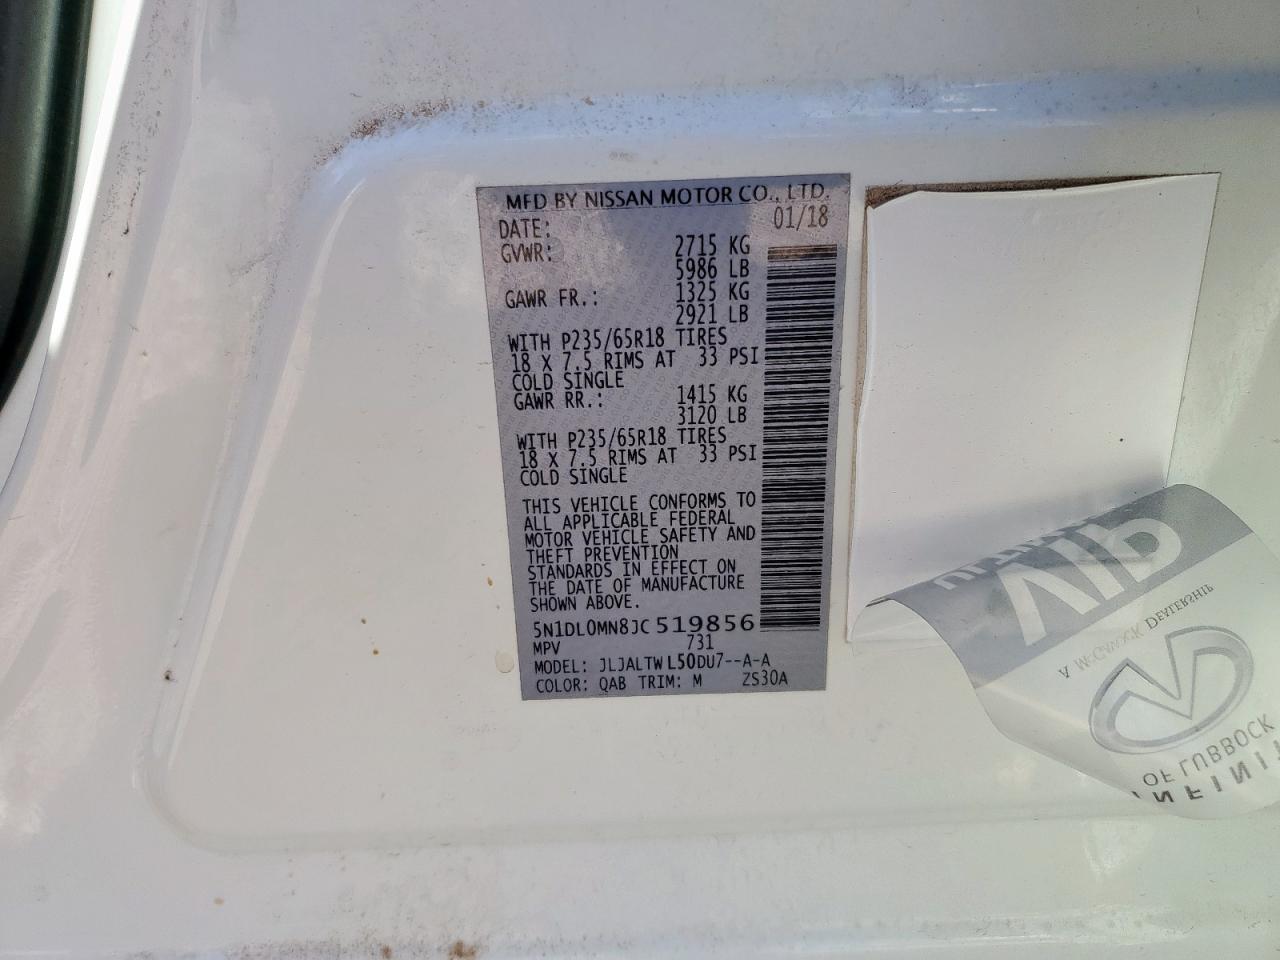 MFD BY NISSAN MOTOR CO., LTD.
DATE: 01/18
GVWR: 2715 KG
5986 LB
GAWR FR.: 1325 KG
2921 LB
WITH P235/65R18 TIRES
18 X 7.5 RIMS AT 33 PSI
COLD SINGLE
GAWR RR.: 1415 KG
3120 LB
WITH P235/65R18 TIRES
18 X 7.5 RIMS AT 33 PSI
COLD SINGLE
THIS VEHICLE CONFORMS TO
ALL APPLICABLE FEDERAL
MOTOR VEHICLE SAFETY AND
THEFT PREVENTION
STANDARDS IN EFFECT ON
THE DATE OF MANUFACTURE
SHOWN ABOVE.
5N1DL0MN8JC519856
MPV 731
MODEL: JLJALTWL50DU7--A-A
COLOR: QAB TRIM: M ZS30A
VIP
A McGavock Dealership
OF LUBBOCK